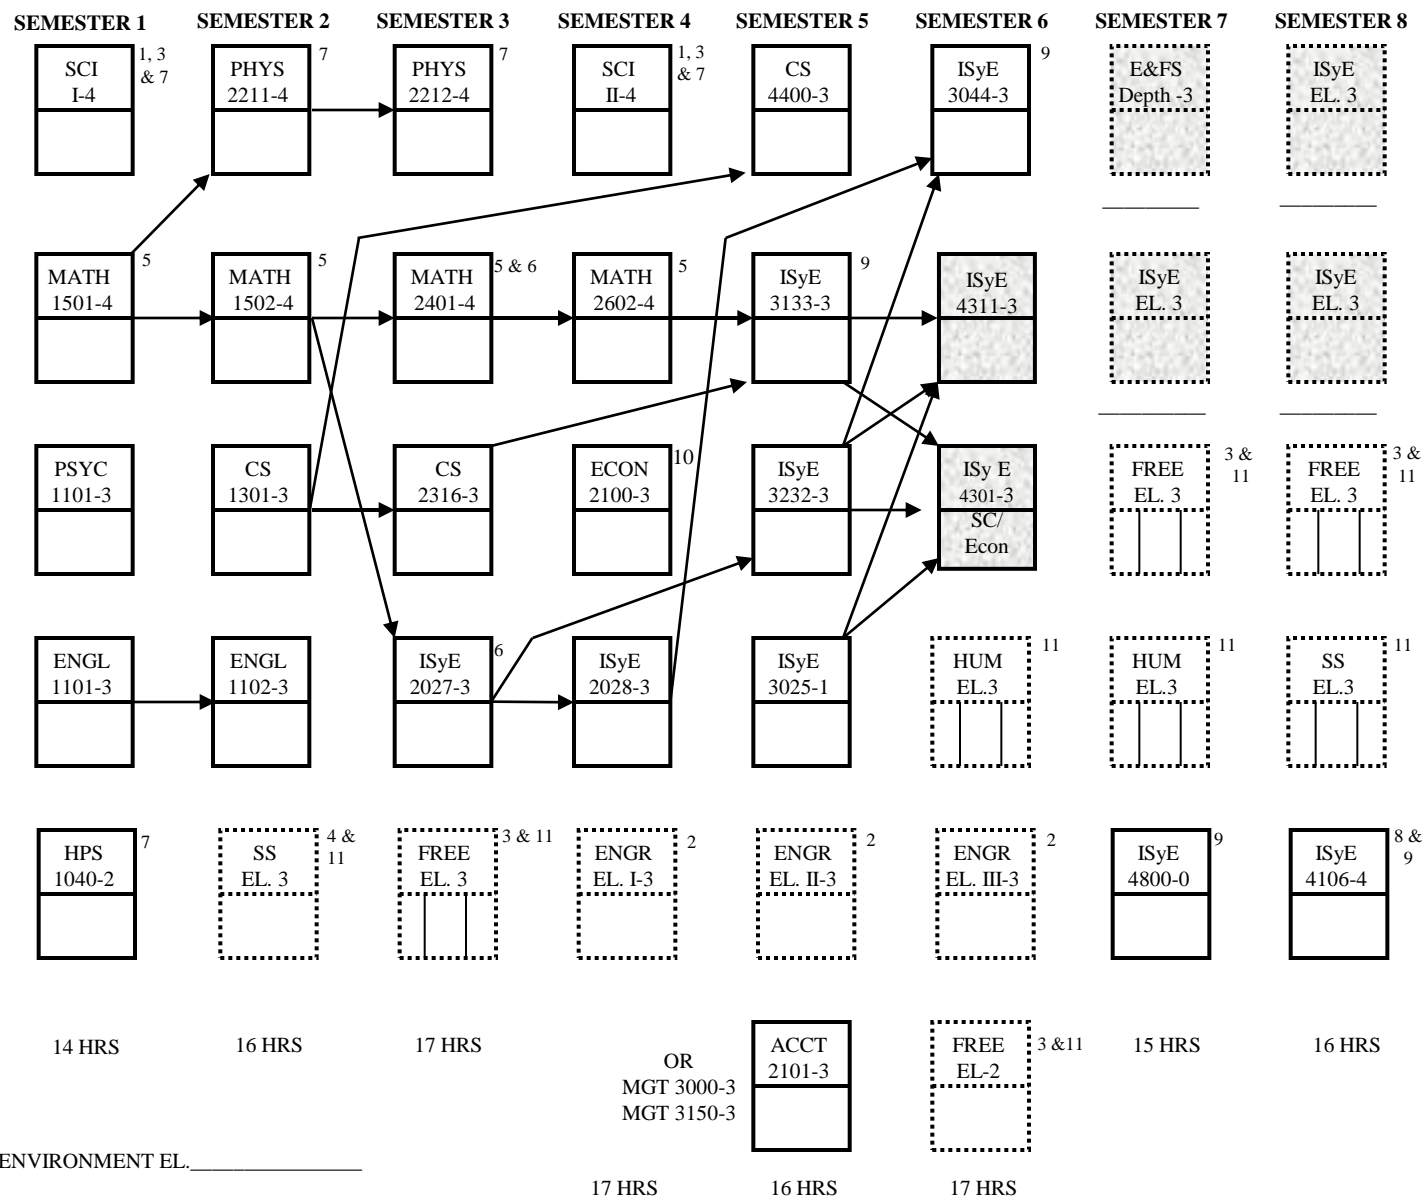 SEMESTER 1 SEMESTER 2 SEMESTER 3 SEMESTER 4 SEMESTER 5 SEMESTER 6 SEMESTER 7 SEMESTER 8
SCI
I-4
1, 3
& 7
PHYS
2211-4
7
PHYS
2212-4
7
SCI
II-4
1, 3
& 7
CS
4400-3
ISyE
3044-3
9
E&FS
Depth -3
ISyE
EL. 3
MATH
1501-4
5
MATH
1502-4
5
MATH
2401-4
5 & 6
MATH
2602-4
5
ISyE
3133-3
9
ISyE
4311-3
ISyE
EL. 3
ISyE
EL. 3
PSYC
1101-3
CS
1301-3
CS
2316-3
ECON
2100-3
10
ISyE
3232-3
ISy E
4301-3
SC/
Econ
FREE
EL. 3
3 &
11
FREE
EL. 3
3 &
11
ENGL
1101-3
ENGL
1102-3
ISyE
2027-3
6
ISyE
2028-3
ISyE
3025-1
HUM
EL.3
11
HUM
EL.3
11
SS
EL.3
11
HPS
1040-2
7
SS
EL. 3
4 &
11
FREE
EL. 3
3 & 11
ENGR
EL. I-3
2
ENGR
EL. II-3
2
ENGR
EL. III-3
2
ISyE
4800-0
9
ISyE
4106-4
8 &
9
14 HRS
16 HRS
17 HRS
OR
MGT 3000-3
MGT 3150-3
ACCT
2101-3
FREE
EL-2
3 &11
15 HRS
16 HRS
ENVIRONMENT EL.________________
17 HRS
16 HRS
17 HRS